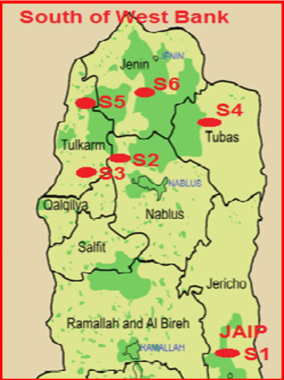 South of West Bank
Jenin
JENIN
S6
S5
S4
Tubas
Tulkarm
S2
S3
NABLUS
Qalqilya
Nablus
Salfit
Jericho
Ramallah and Al Bireh
JAIP
RAMALLAH
S1